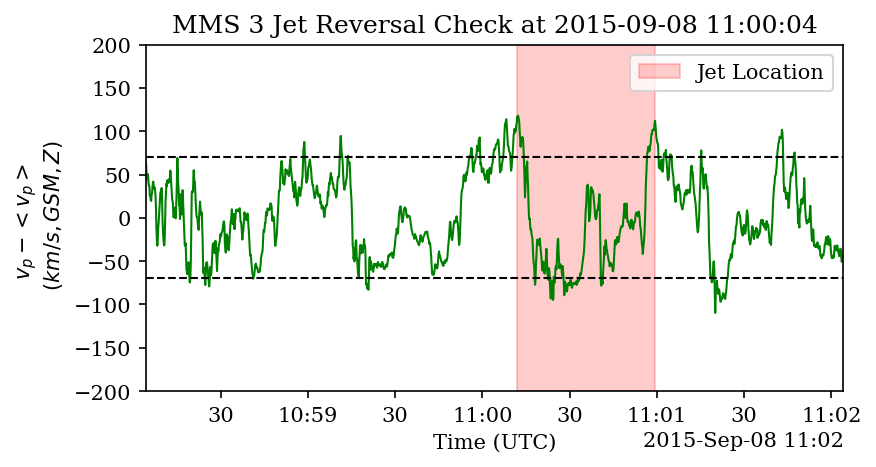 MMS 3 Jet Reversal Check at 2015-09-08 11:00:04
Jet Location
v_p − < v_p >
(km/s, GSM, Z)
200
150
100
50
0
−50
−100
−150
−200
30 10:59 30 11:00 30 11:01 30 11:02
Time (UTC)
2015-Sep-08 11:02